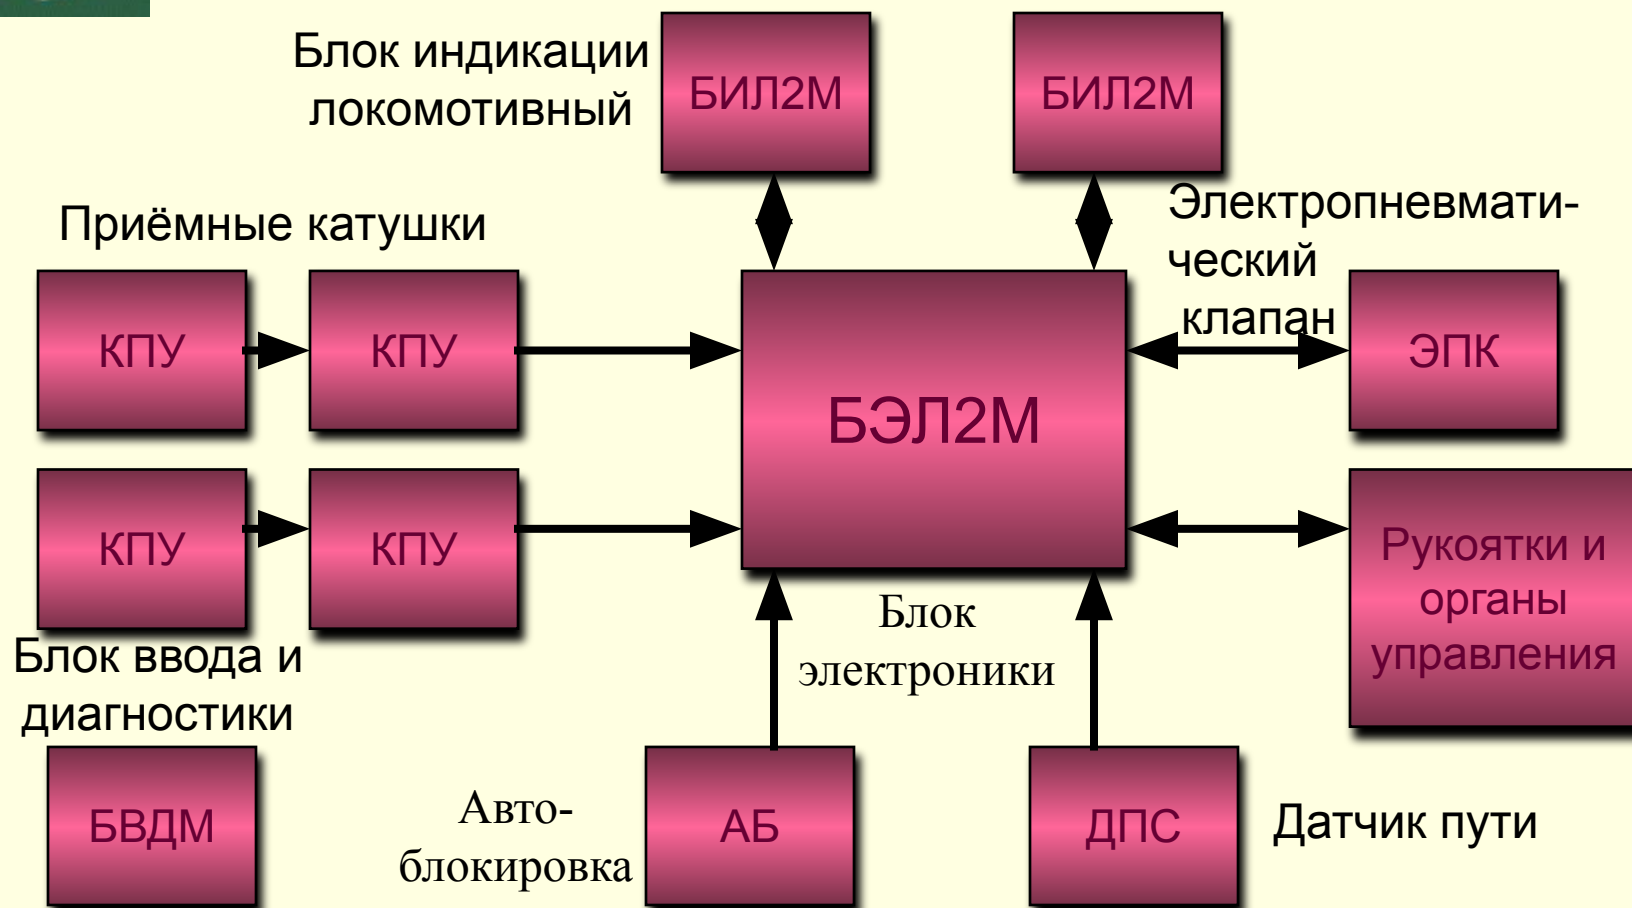 Блок индикации
локомотивный
БИЛ2М
БИЛ2М
Приёмные катушки
Электропневмати-
ческий
клапан
КПУ
КПУ
БЭЛ2М
ЭПК
КПУ
КПУ
Рукоятки и
органы
управления
Блок
электроники
Блок ввода и
диагностики
БВДМ
Авто-
блокировка
АБ
ДПС
Датчик пути